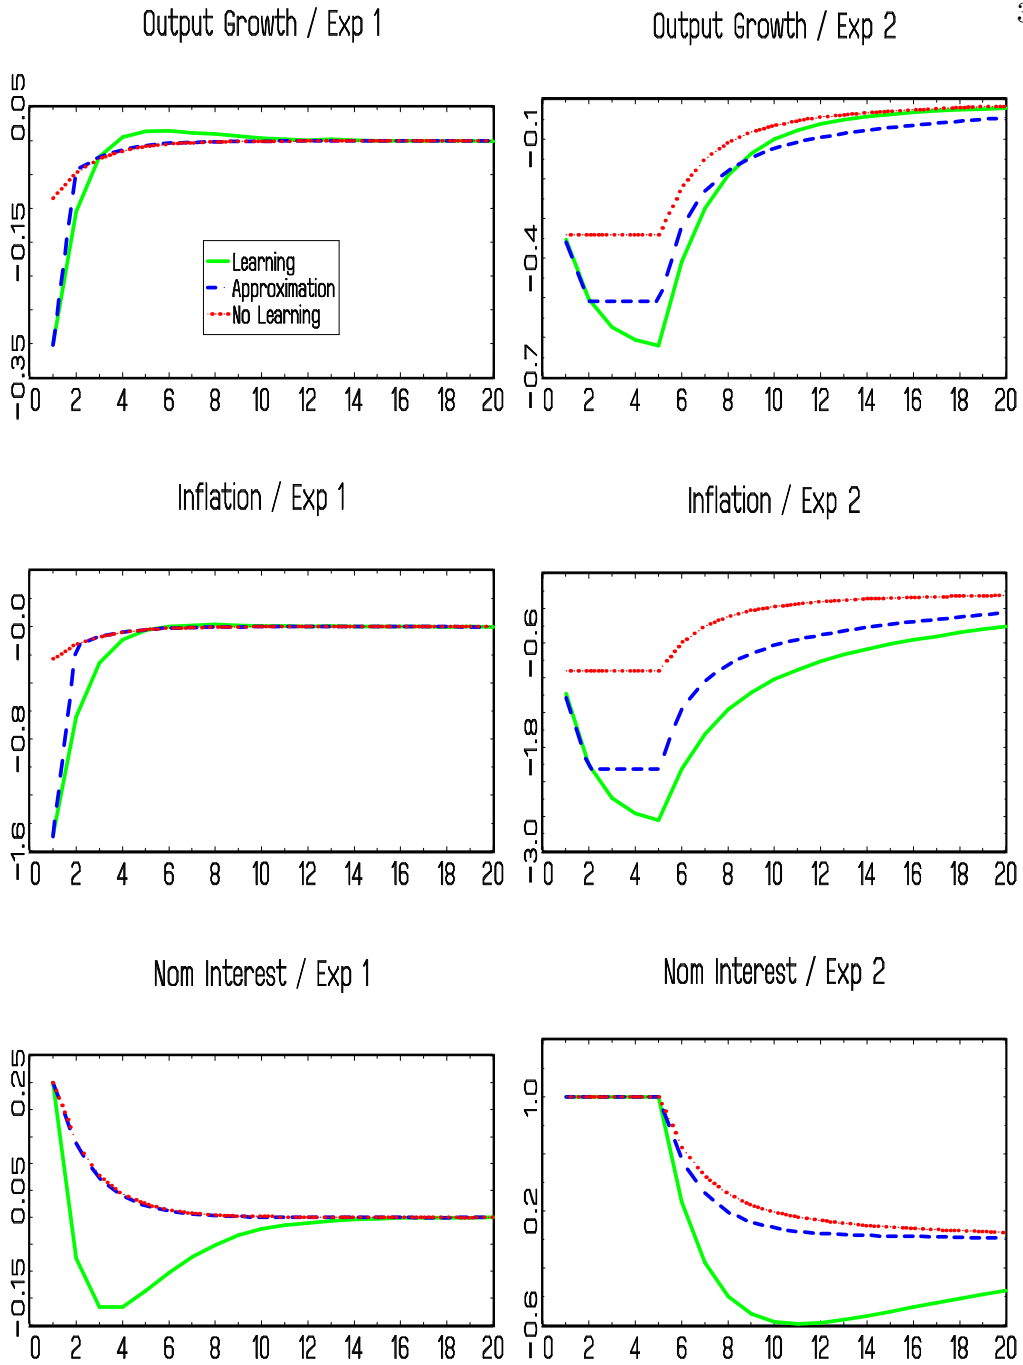 Output Growth / Exp 1
Output Growth / Exp 2
0.05
-0.15
-0.35
Learning
Approximation
No Learning
0 2 4 6 8 10 12 14 16 18 20
-0.1
-0.4
-0.7
0 2 4 6 8 10 12 14 16 18 20
Inflation / Exp 1
Inflation / Exp 2
-0.0
-0.8
-1.6
0 2 4 6 8 10 12 14 16 18 20
-0.6
-1.8
-3.0
0 2 4 6 8 10 12 14 16 18 20
Nom Interest / Exp 1
Nom Interest / Exp 2
0.25
0.05
-0.15
0 2 4 6 8 10 12 14 16 18 20
1.0
0.2
-0.6
0 2 4 6 8 10 12 14 16 18 20